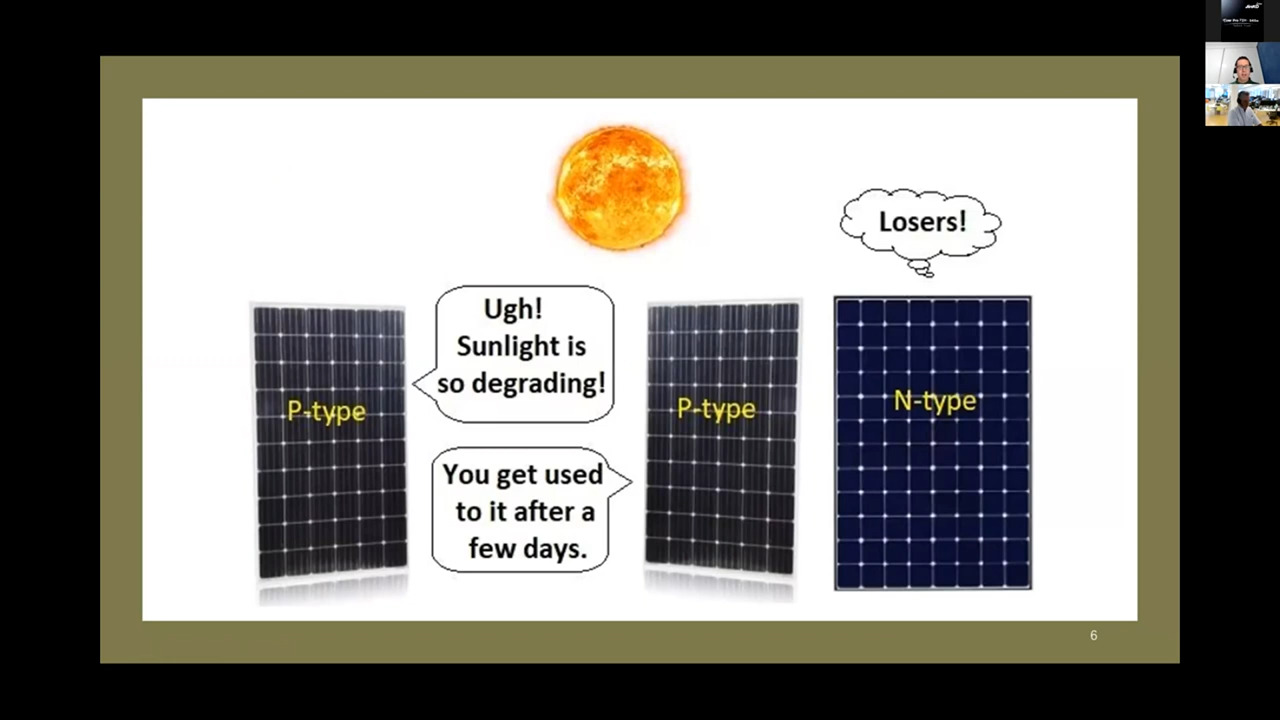 Losers!
Ugh!
Sunlight is
so degrading!
P-type
P-type
N-type
You get used
to it after a
few days.
6